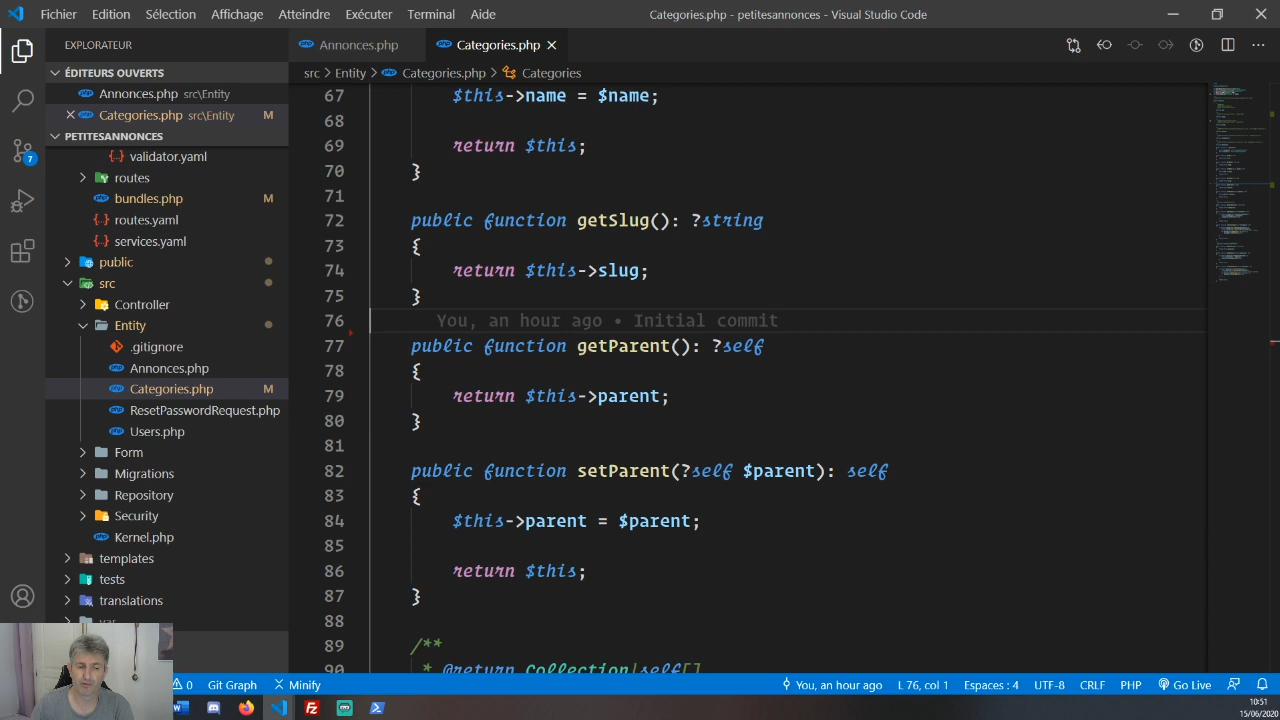 Fichier Edition Sélection Affichage Atteindre Exécuter Terminal Aide Categories.php - petitesannonces - Visual Studio Code
EXPLORATEUR
ÉDITEURS OUVERTS
Annonces.php src\Entity
Categories.php src\Entity M
PETITESANNONCES
validator.yaml
routes
bundles.php
routes.yaml
services.yaml
public
src
Controller
Entity
.gitignore
Annonces.php
Categories.php M
ResetPasswordRequest.php
Users.php
Form
Migrations
Repository
Security
Kernel.php
templates
tests
translations
var
7
Annonces.php Categories.php
src > Entity > Categories.php > Categories
67 $this->name = $name;
68
69 return $this;
70 }
71
72 public function getSlug(): ?string
73 {
74 return $this->slug;
75 }
76 You, an hour ago • Initial commit
77 public function getParent(): ?self
78 {
79 return $this->parent;
80 }
81
82 public function setParent(?self $parent): self
83 {
84 $this->parent = $parent;
85
86 return $this;
87 }
88
89 /**
90 * @return Collection|self[]
0 Git Graph Minify You, an hour ago L 76, col 1 Espaces : 4 UTF-8 CRLF PHP Go Live
10:51
15/06/2020